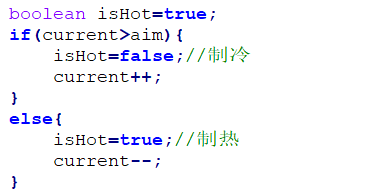 boolean isHot=true;
if(current>aim){
    isHot=false;//制冷
    current++;
}
else{
    isHot=true;//制热
    current--;
}